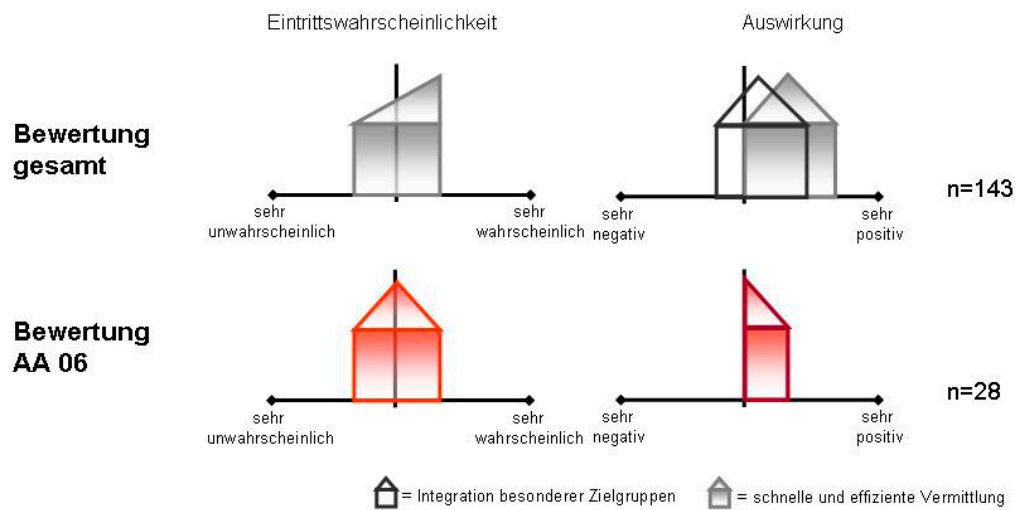 Eintrittswahrscheinlichkeit
Auswirkung
Bewertung
gesamt
n=143
sehr
unwahrscheinlich
sehr
wahrscheinlich
sehr
negativ
sehr
positiv
Bewertung
AA 06
n=28
sehr
unwahrscheinlich
sehr
wahrscheinlich
sehr
negativ
sehr
positiv
= Integration besonderer Zielgruppen
= schnelle und effiziente Vermittlung